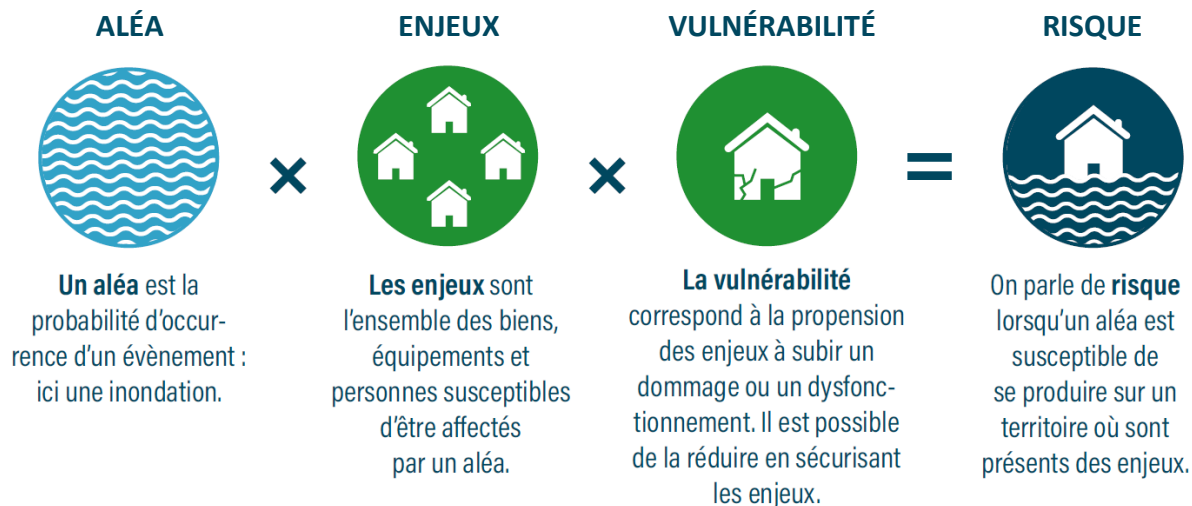 ALÉA
ENJEUX
VULNÉRABILITÉ
RISQUE
×
×
=
Un aléa est la
probabilité d’occur-
rence d’un évènement :
ici une inondation.
Les enjeux sont
l’ensemble des biens,
équipements et
personnes susceptibles
d’être affectés
par un aléa.
La vulnérabilité
correspond à la propension
des enjeux à subir un
dommage ou un dysfonc-
tionnement. Il est possible
de la réduire en sécurisant
les enjeux.
On parle de risque
lorsqu’un aléa est
susceptible de
se produire sur un
territoire où sont
présents des enjeux.